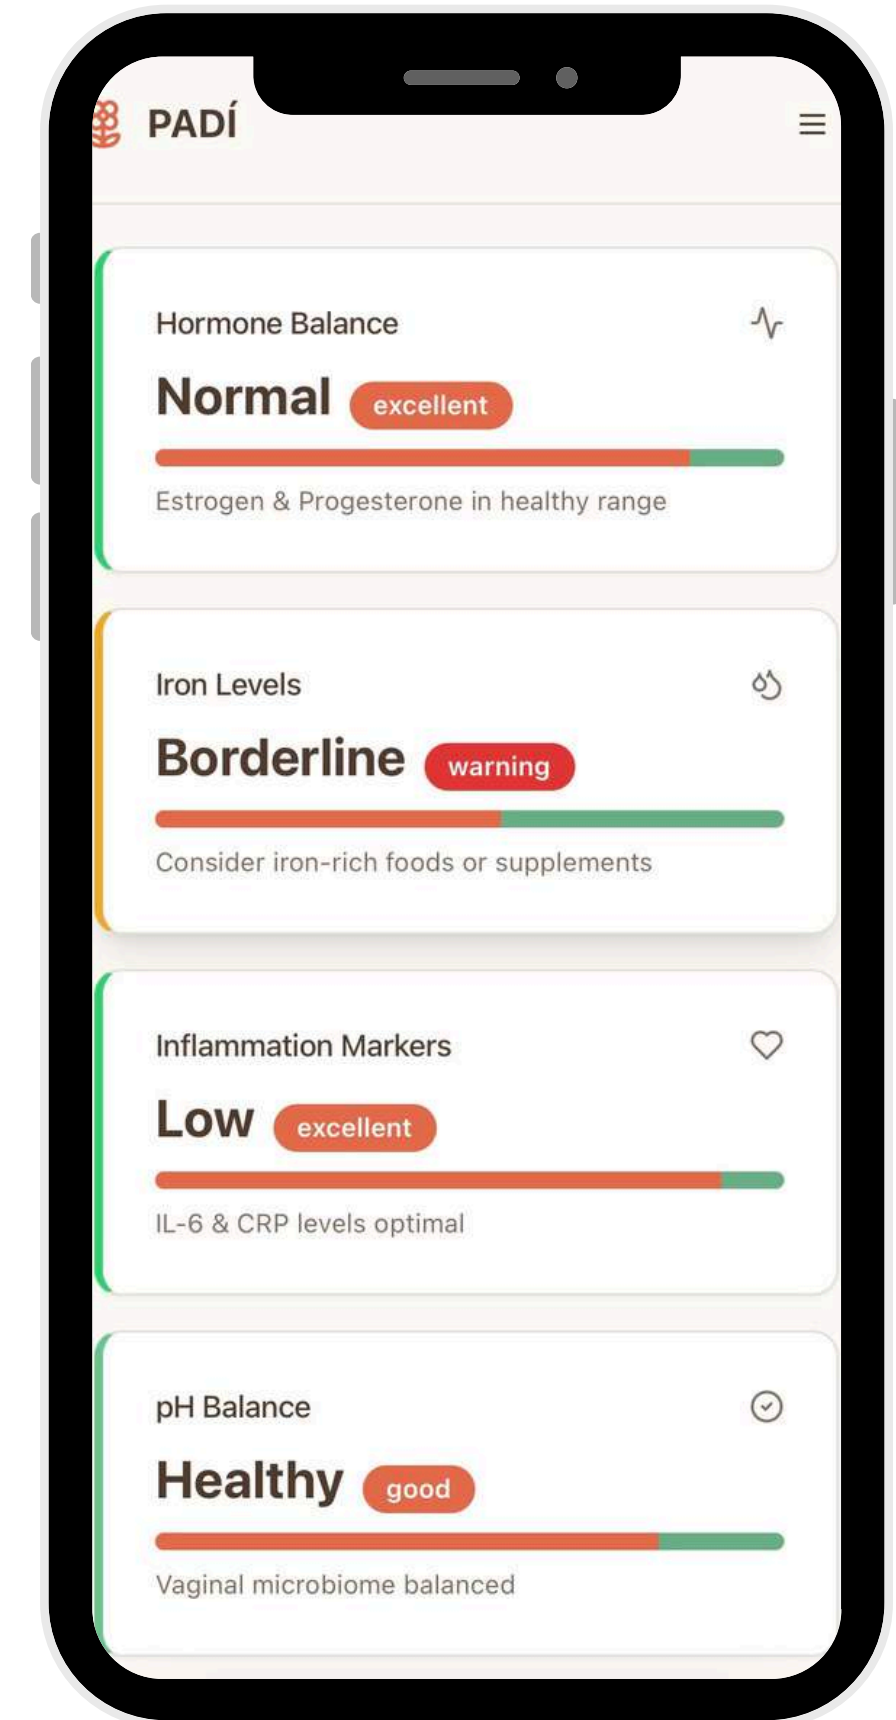 PADÍ
Hormone Balance
Normal excellent
Estrogen & Progesterone in healthy range
Iron Levels
Borderline warning
Consider iron-rich foods or supplements
Inflammation Markers
Low excellent
IL-6 & CRP levels optimal
pH Balance
Healthy good
Vaginal microbiome balanced